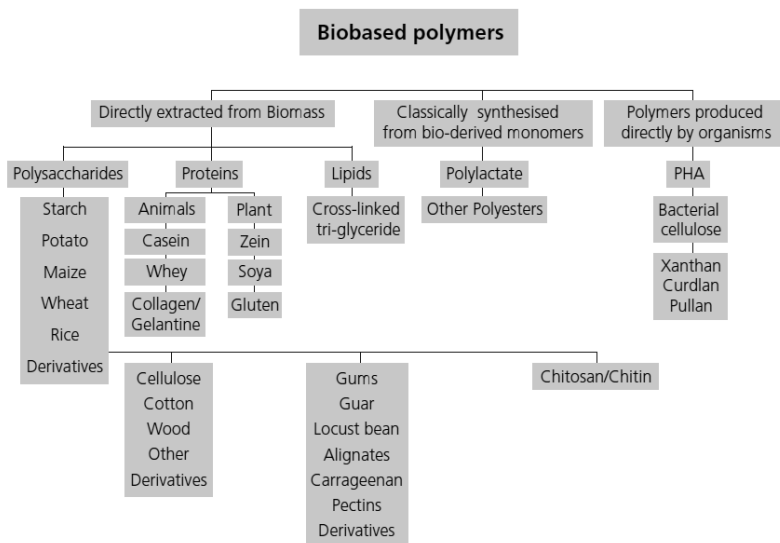 Biobased polymers
Directly extracted from Biomass
Classically synthesised
from bio-derived monomers
Polymers produced
directly by organisms
Polysaccharides
Proteins
Lipids
Polylactate
PHA
Starch
Potato
Maize
Wheat
Rice
Derivatives
Animals
Casein
Whey
Collagen/
Gelantine
Plant
Zein
Soya
Gluten
Cross-linked
tri-glyceride
Other Polyesters
Bacterial
cellulose
Xanthan
Curdlan
Pullan
Cellulose
Cotton
Wood
Other
Derivatives
Gums
Guar
Locust bean
Alignates
Carrageenan
Pectins
Derivatives
Chitosan/Chitin